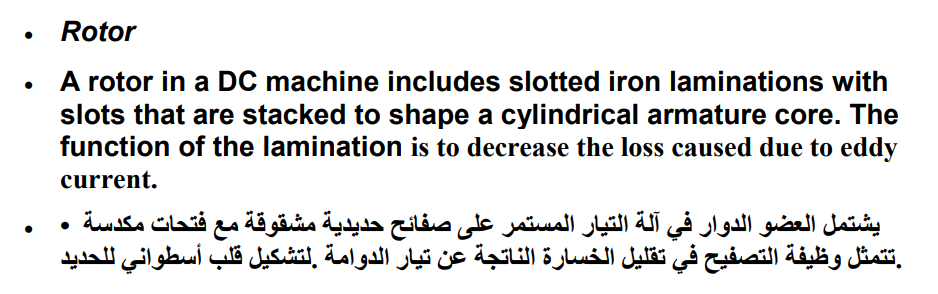 • Rotor
• A rotor in a DC machine includes slotted iron laminations with
slots that are stacked to shape a cylindrical armature core. The
function of the lamination is to decrease the loss caused due to eddy
current.
• • يشتمل العضو الدوار في آلة التيار المستمر على صفائح حديدية مشقوقة مع فتحات مكدسة
.تتمثل وظيفة التصفيح في تقليل الخسارة الناتجة عن تيار الدوامة .لتشكيل قلب أسطواني للحديد